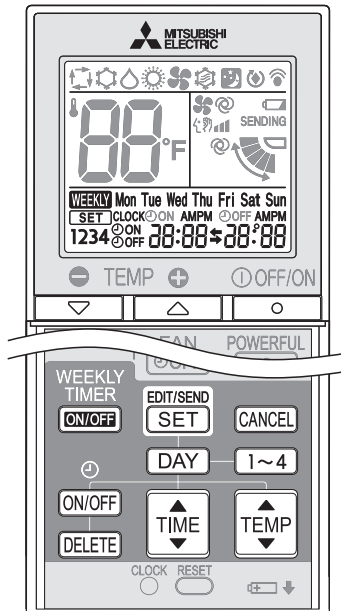 MITSUBISHI
ELECTRIC
88°F
SENDING
WEEKLY Mon Tue Wed Thu Fri Sat Sun
SET CLOCK ON AMPM OFF AMPM
1234 ON
OFF 88:88 88:88
TEMP OFF/ON
POWERFUL
WEEKLY
TIMER
ON/OFF
EDIT/SEND
SET
CANCEL
DAY
1~4
ON/OFF
TIME
TEMP
DELETE
CLOCK RESET